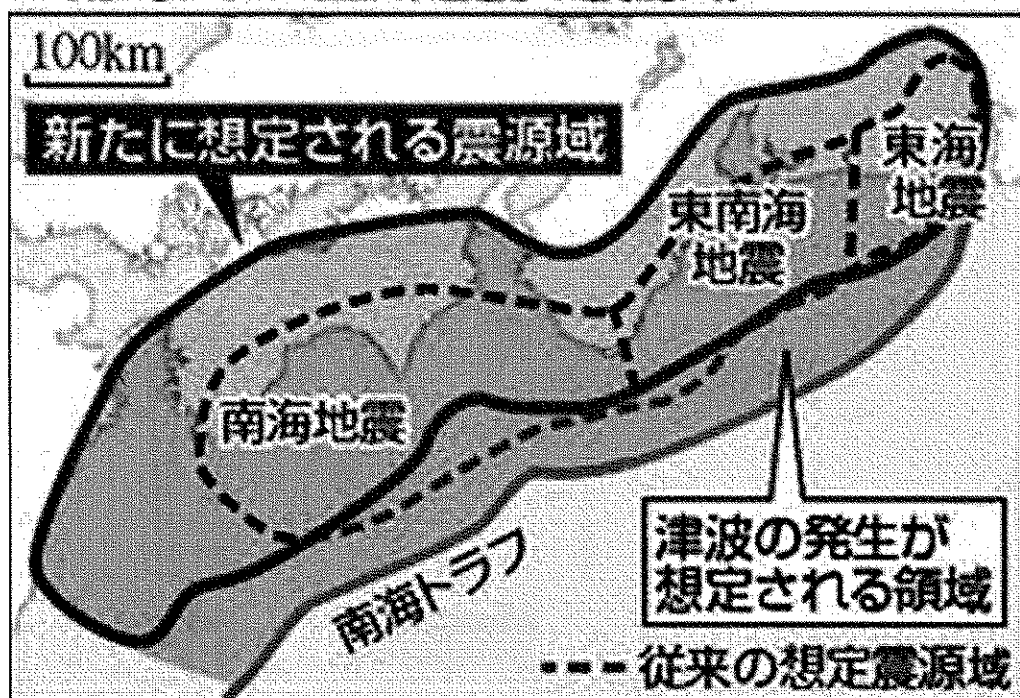 100km
新たに想定される震源域
東海
地震
東南海
地震
南海地震
南海トラフ
津波の発生が
想定される領域
従来の想定震源域